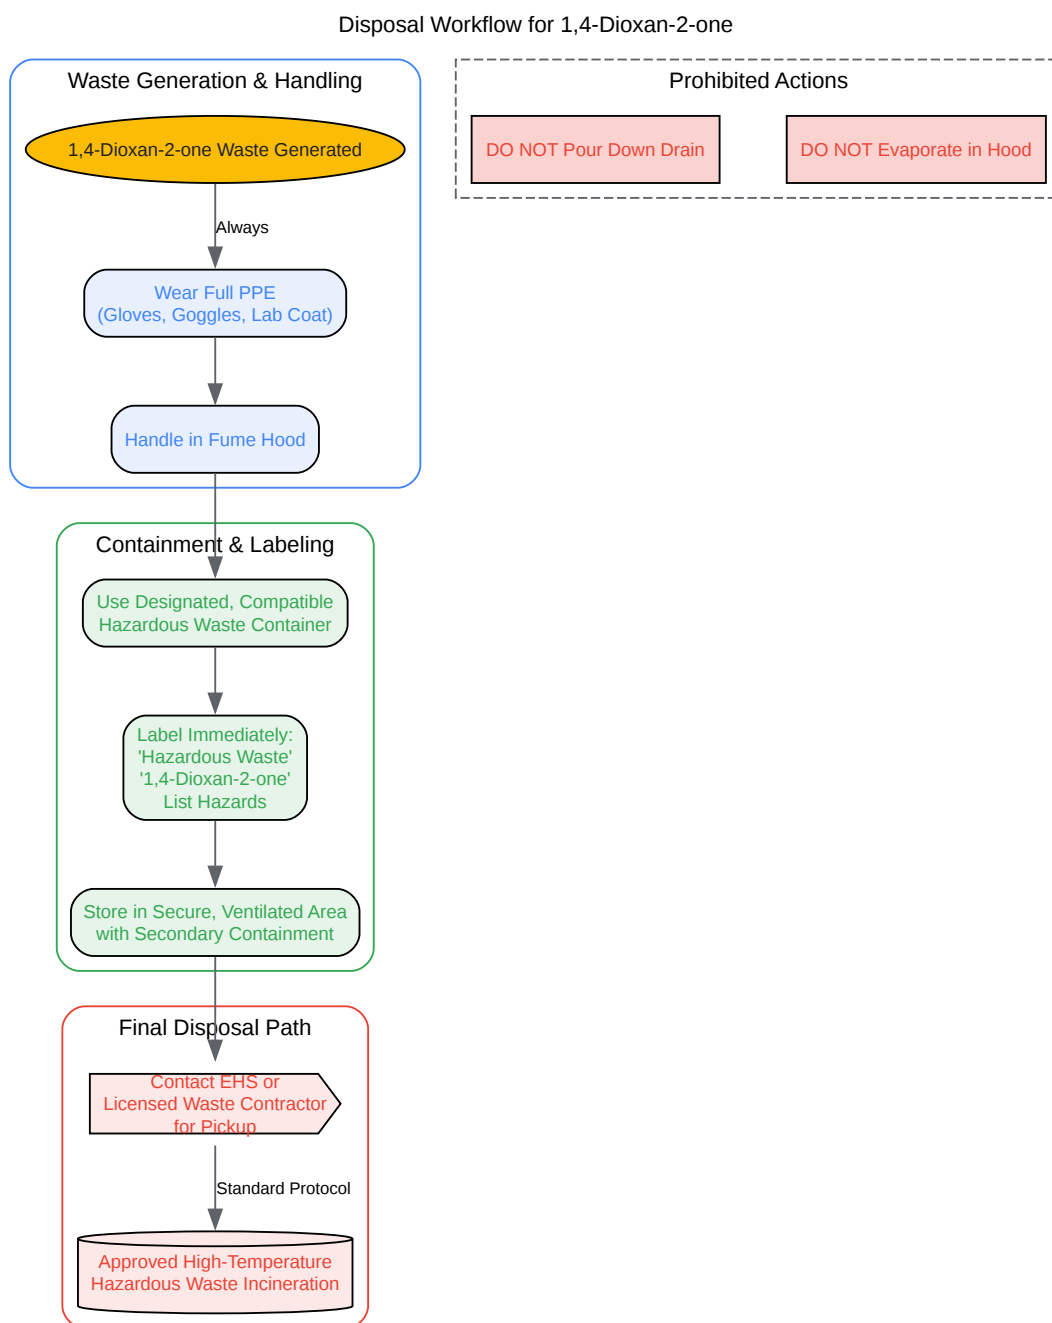 Disposal Workflow for 1,4-Dioxan-2-one
Waste Generation & Handling
1,4-Dioxan-2-one Waste Generated
Always
Wear Full PPE
(Gloves, Goggles, Lab Coat)
Handle in Fume Hood
Prohibited Actions
DO NOT Pour Down Drain
DO NOT Evaporate in Hood
Containment & Labeling
Use Designated, Compatible
Hazardous Waste Container
Label Immediately:
'Hazardous Waste'
'1,4-Dioxan-2-one'
List Hazards
Store in Secure, Ventilated Area
with Secondary Containment
Final Disposal Path
Contact EHS or
Licensed Waste Contractor
for Pickup
Standard Protocol
Approved High-Temperature
Hazardous Waste Incineration